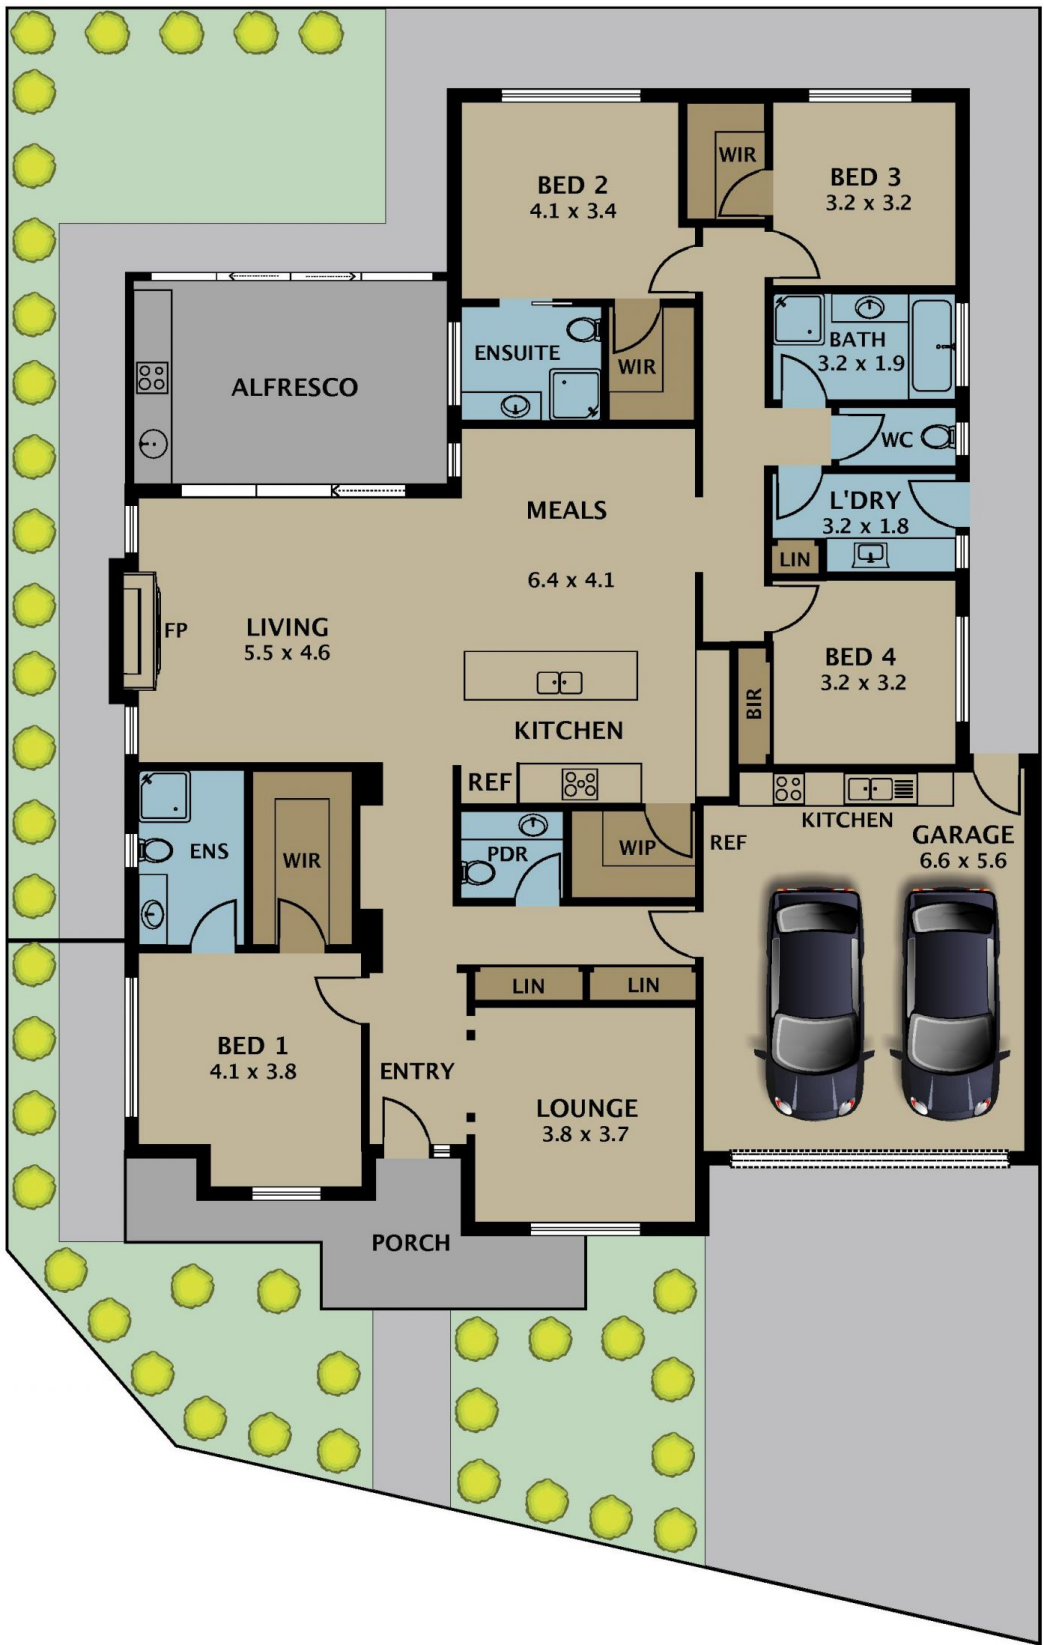 WIR
BED 2
4.1 x 3.4
BED 3
3.2 x 3.2
ENSUITE
WIR
BATH
3.2 x 1.9
ALFRESCO
WC
MEALS
6.4 x 4.1
L'DRY
3.2 x 1.8
LIN
FP
LIVING
5.5 x 4.6
BED 4
3.2 x 3.2
BIR
KITCHEN
REF
ENS
WIR
PDR
WIP
REF
KITCHEN
GARAGE
6.6 x 5.6
LIN
LIN
BED 1
4.1 x 3.8
ENTRY
LOUNGE
3.8 x 3.7
PORCH